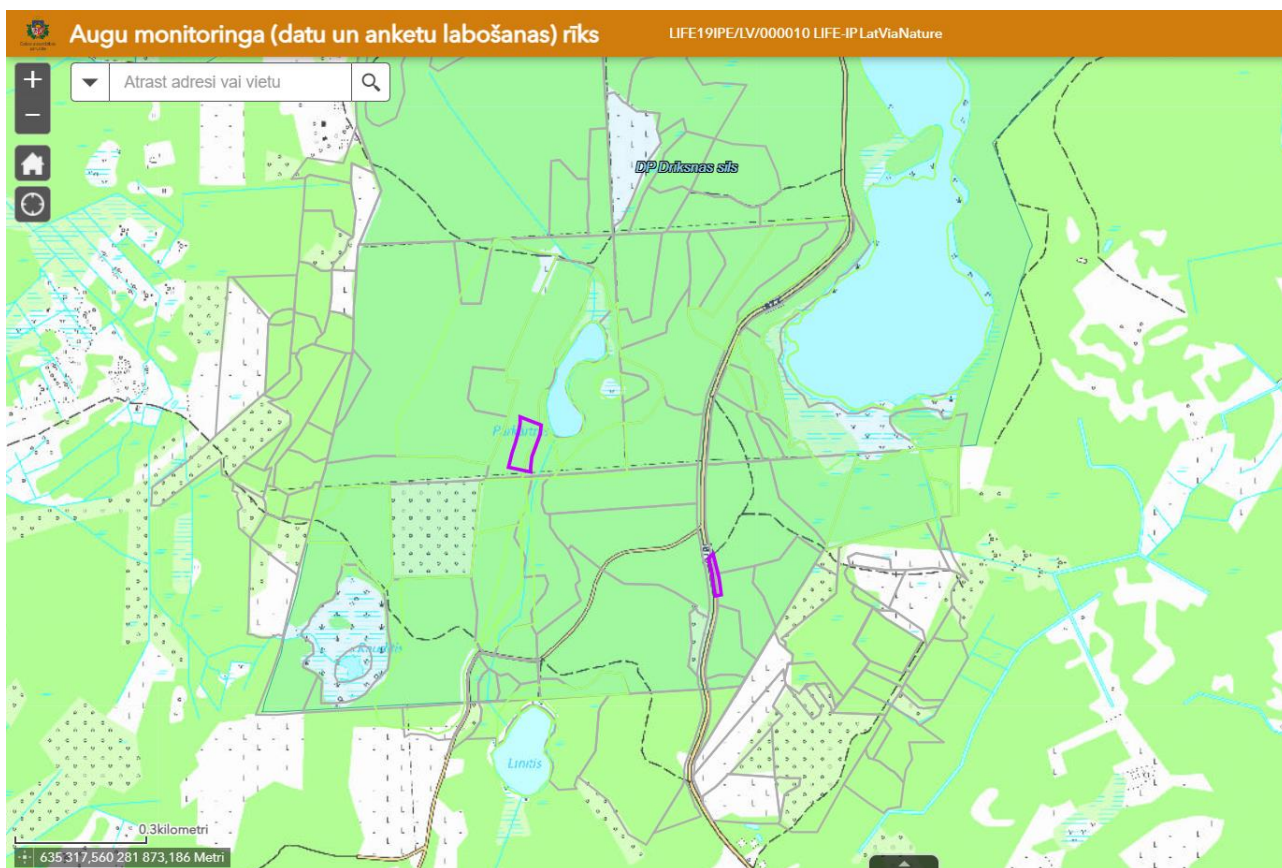 Augu monitoringa (datu un anketu labošanas) rīks
LIFE19IPE/LV/000010 LIFE-IP LatViaNature
Atrast adresi vai vietu
DP Driksnas sils
Linītis
0.3kilometri
635 317,560 281 873,186 Metri